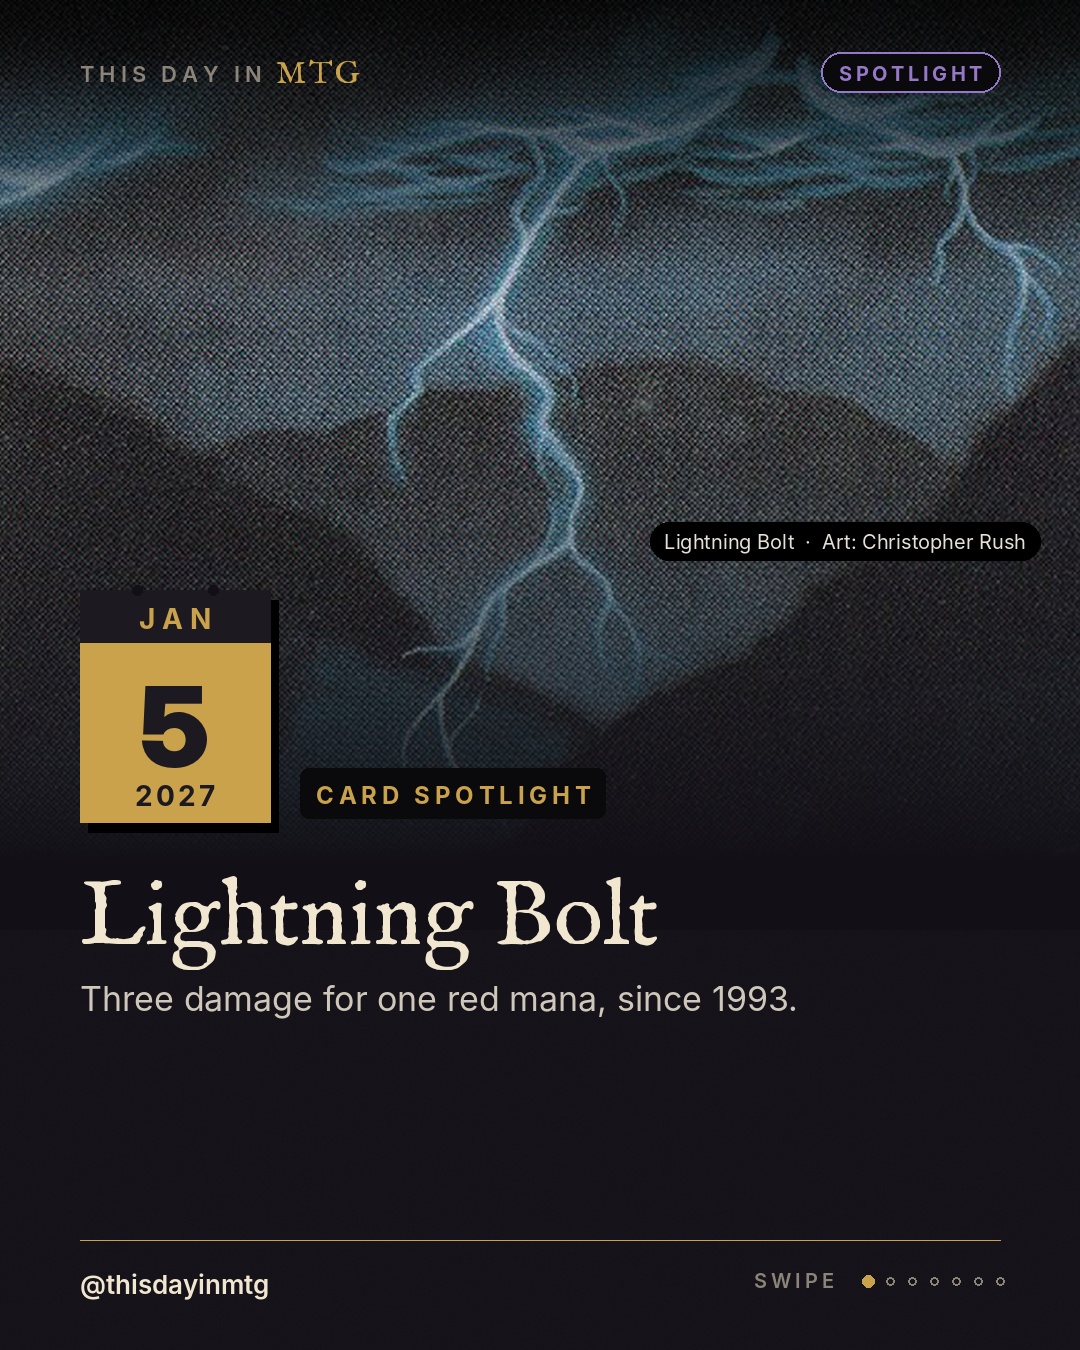 THIS DAY IN MTG
SPOTLIGHT
Lightning Bolt · Art: Christopher Rush
JAN
5
2027
CARD SPOTLIGHT
Lightning Bolt
Three damage for one red mana, since 1993.
@thisdayinmtg
SWIPE